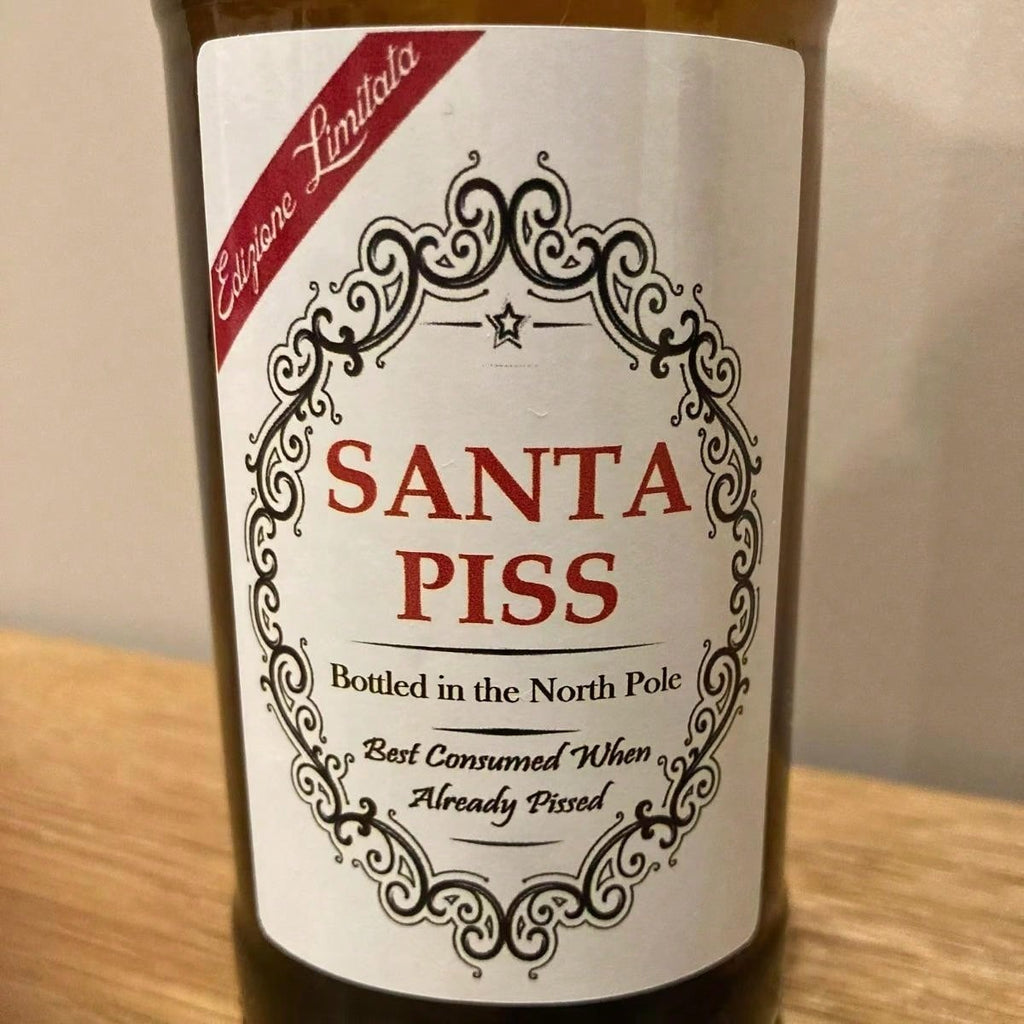 Edizione Limitata
SANTA
PISS
Bottled in the North Pole
Best Consumed When
Already Pissed